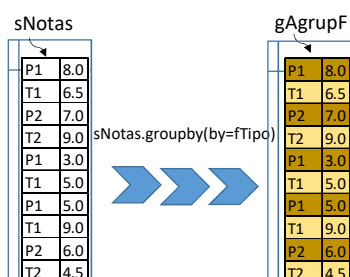 sNotas
gAgrupF
P1 8.0
T1 6.5
P2 7.0
T2 9.0
P1 3.0
T1 5.0
P1 5.0
T1 9.0
P2 6.0
T2 4.5
sNotas.groupby(by=fTipo)
P1 8.0
T1 6.5
P2 7.0
T2 9.0
P1 3.0
T1 5.0
P1 5.0
T1 9.0
P2 6.0
T2 4.5